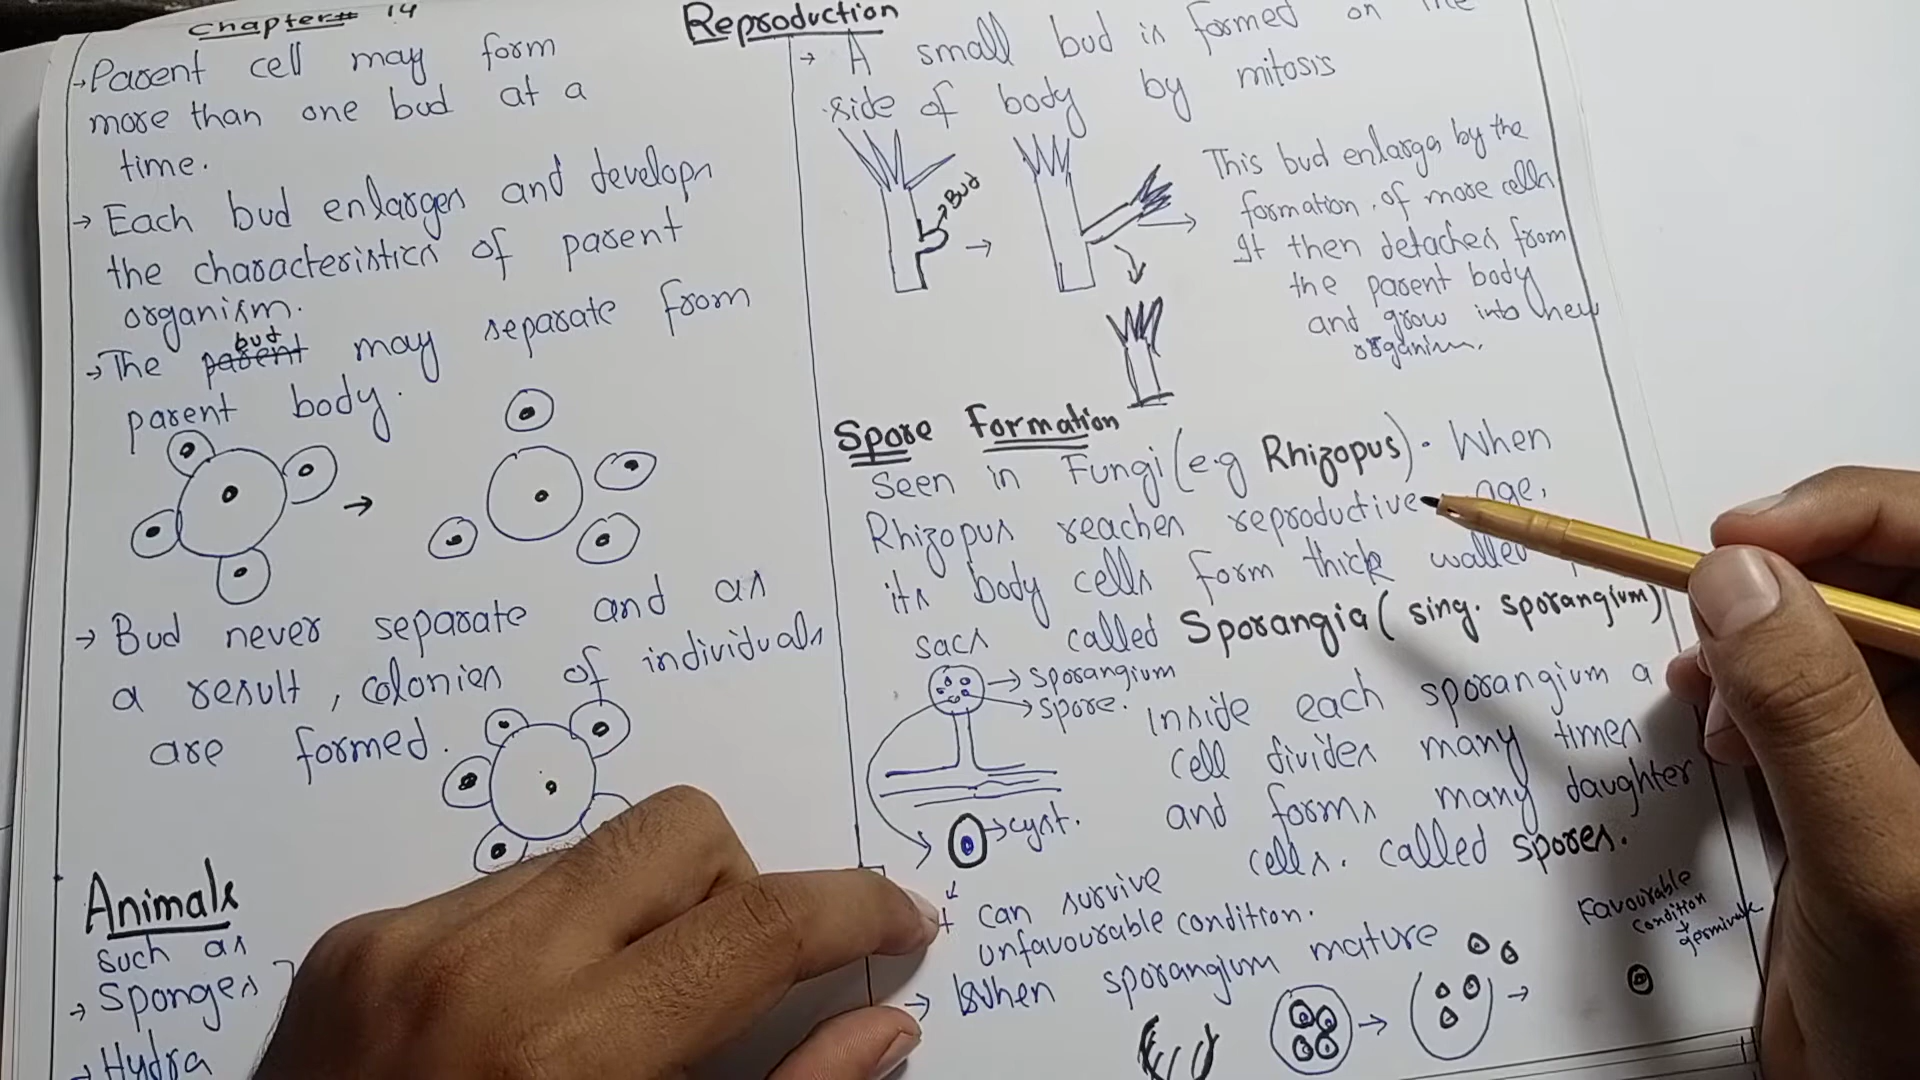 Chapter# 14
Reproduction
→ Parent cell may form
more than one bud at a
time.
→ Each bud enlarges and develops
the characteristics of parent
organism.
bud
→ The parent may separate from
parent body.
→ Bud never separate and as
a result, colonies of individuals
are formed.
Animals
such as
→ Sponges
→ Hydra
→ A small bud is formed on the
side of body by mitosis
Bud
This bud enlarges by the
formation of more cells
It then detaches from
the parent body
and grow into new
organism.
Spore Formation
Seen in Fungi (e.g Rhizopus). When
Rhizopus reaches reproductive age,
its body cells form thick walled
sacs called Sporangia (sing. sporangium)
→ sporangium
→ spore.
Inside each sporangium a
cell divides many times
and forms many daughter
cells. called spores.
→ cyst.
can survive
unfavourable condition.
→ When sporangium mature
Favourable
condition
germinate